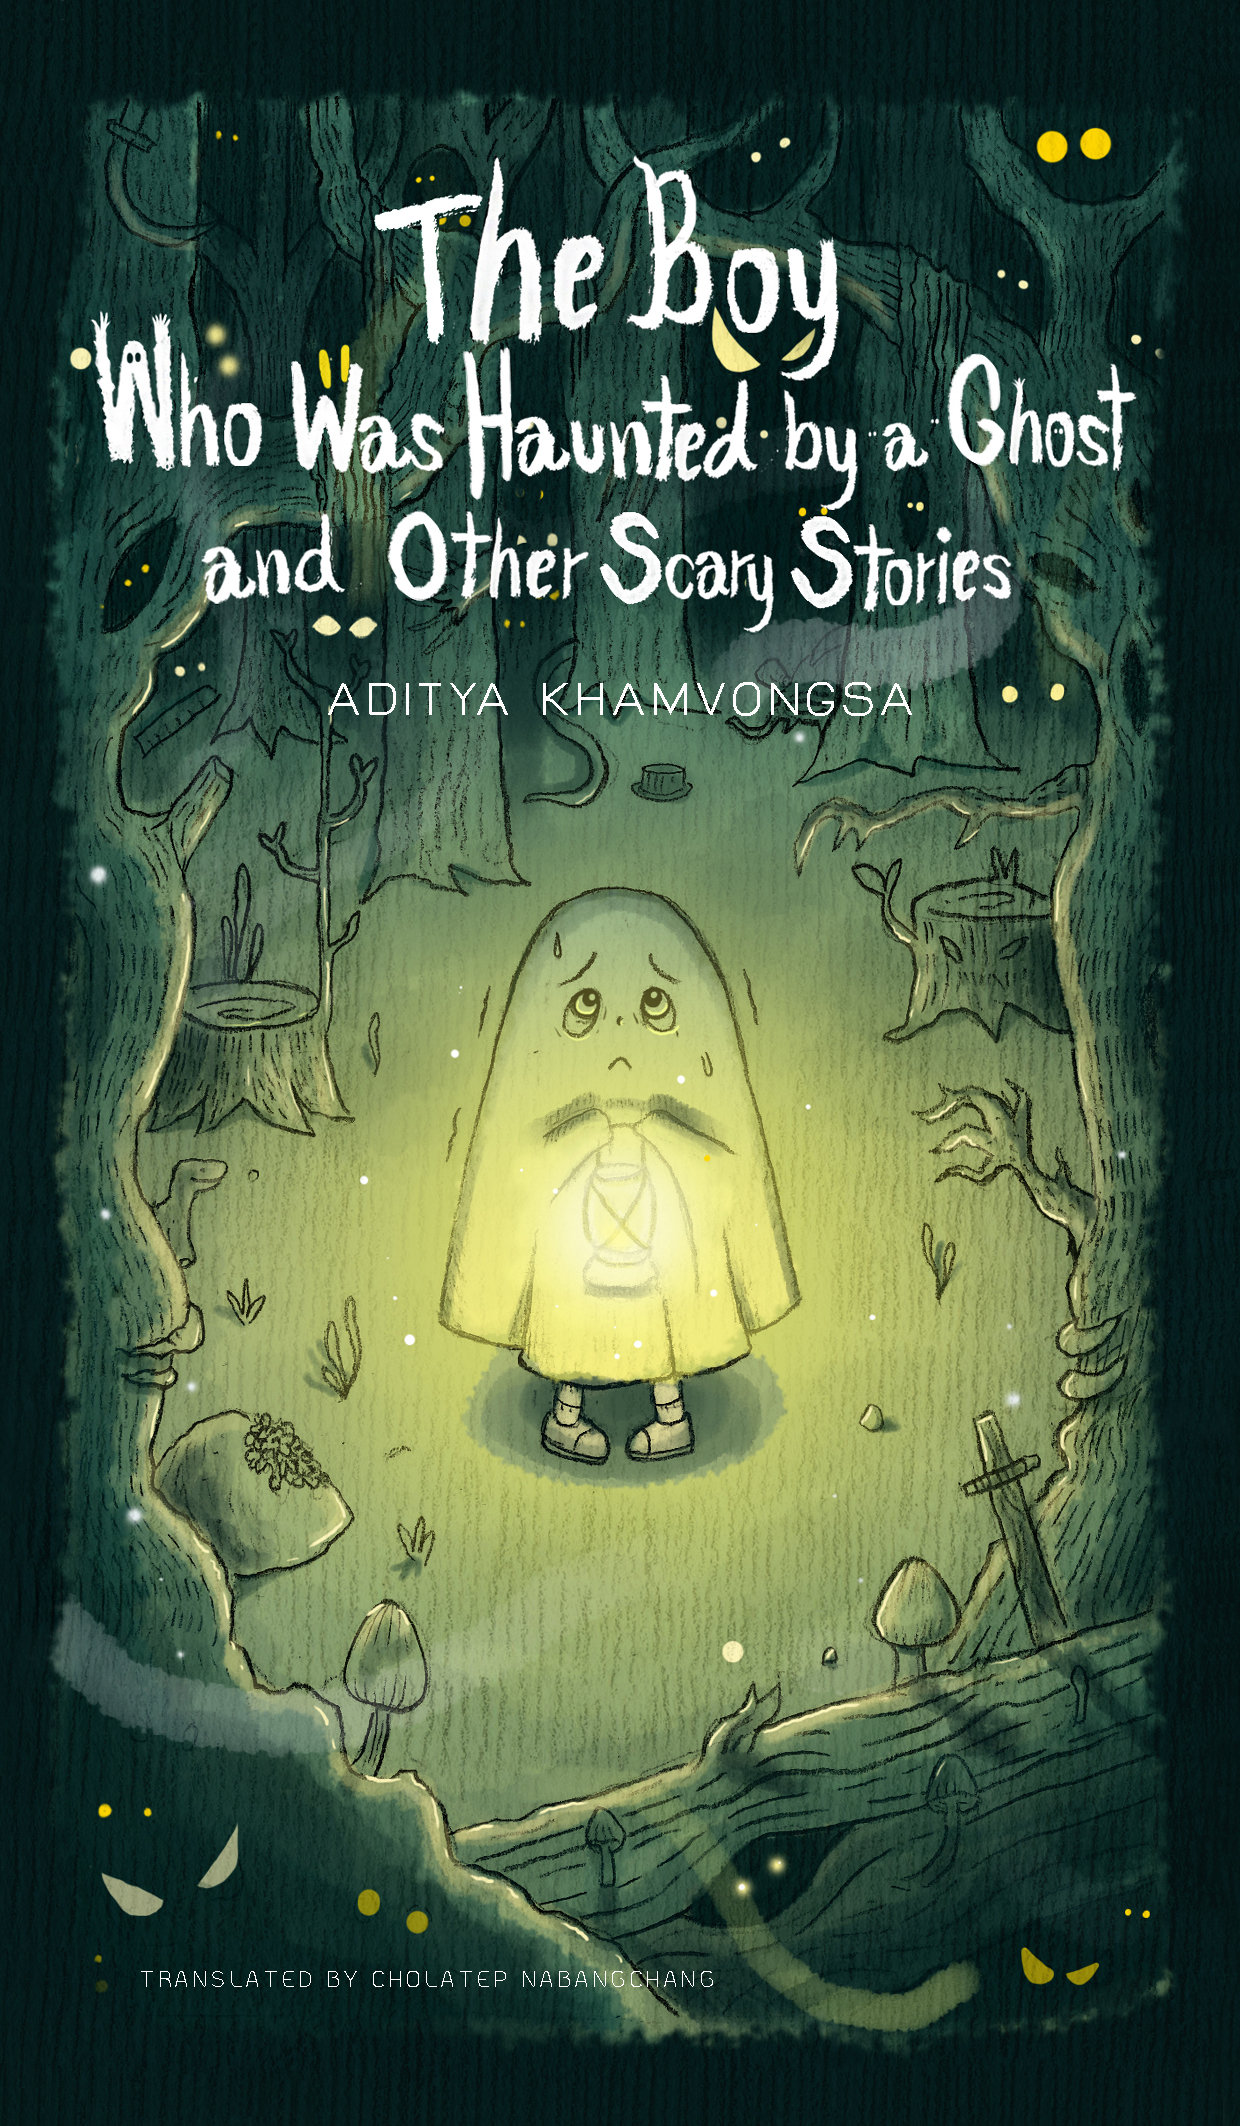 The Boy
Who Was Haunted by a Ghost
and Other Scary Stories
ADITYA KHAMVONGSA
TRANSLATED BY CHOLATEP NABANGCHANG